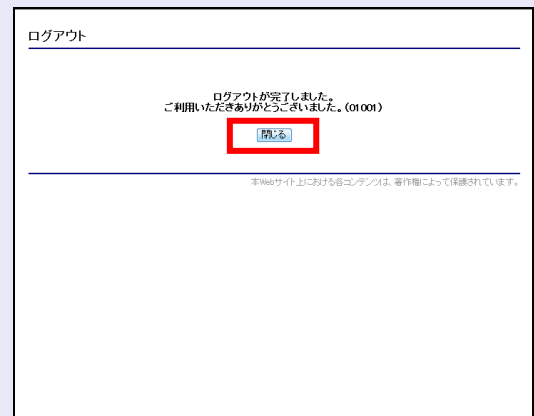 ログアウト
ログアウトが完了しました。
ご利用いただきありがとうございました。(01001)
閉じる
本Webサイト上における各コンテンツは、著作権によって保護されています。